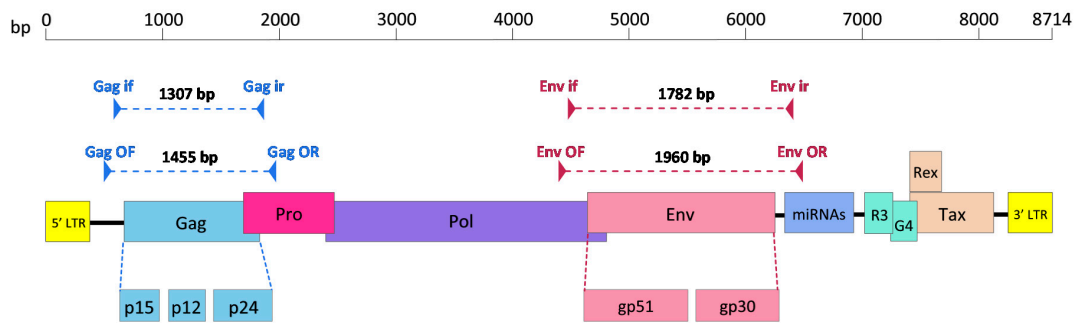 bp 0 1000 2000 3000 4000 5000 6000 7000 8000 8714
Gag if 1307 bp Gag ir Env if 1782 bp Env ir
Gag OF 1455 bp Gag OR Env OF 1960 bp Env OR
Rex
5' LTR Gag Pro Pol Env miRNAs R3 G4 Tax 3' LTR
p15 p12 p24 gp51 gp30